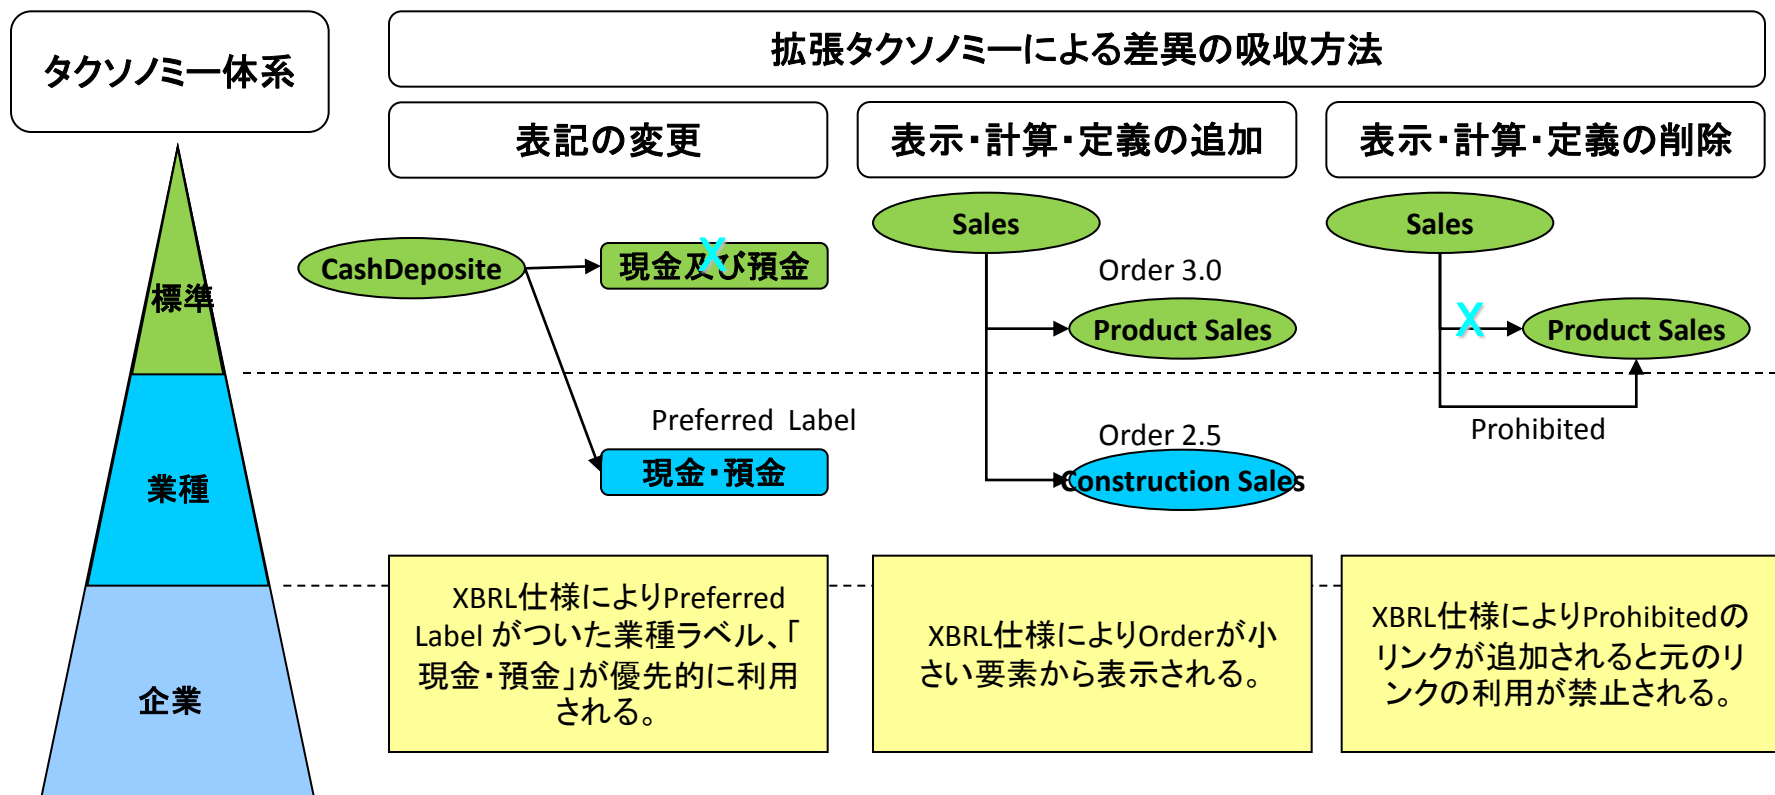 タクソノミー体系
拡張タクソノミーによる差異の吸収方法
表記の変更
表示・計算・定義の追加
表示・計算・定義の削除
標準
業種
企業
CashDeposite
現金及び預金
X
Preferred Label
現金・預金
Sales
Order 3.0
Product Sales
Order 2.5
Construction Sales
Sales
X
Product Sales
Prohibited
XBRL仕様によりPreferred
Label がついた業種ラベル、「
現金・預金」が優先的に利用
される。
XBRL仕様によりOrderが小
さい要素から表示される。
XBRL仕様によりProhibitedの
リンクが追加されると元のリ
ンクの利用が禁止される。